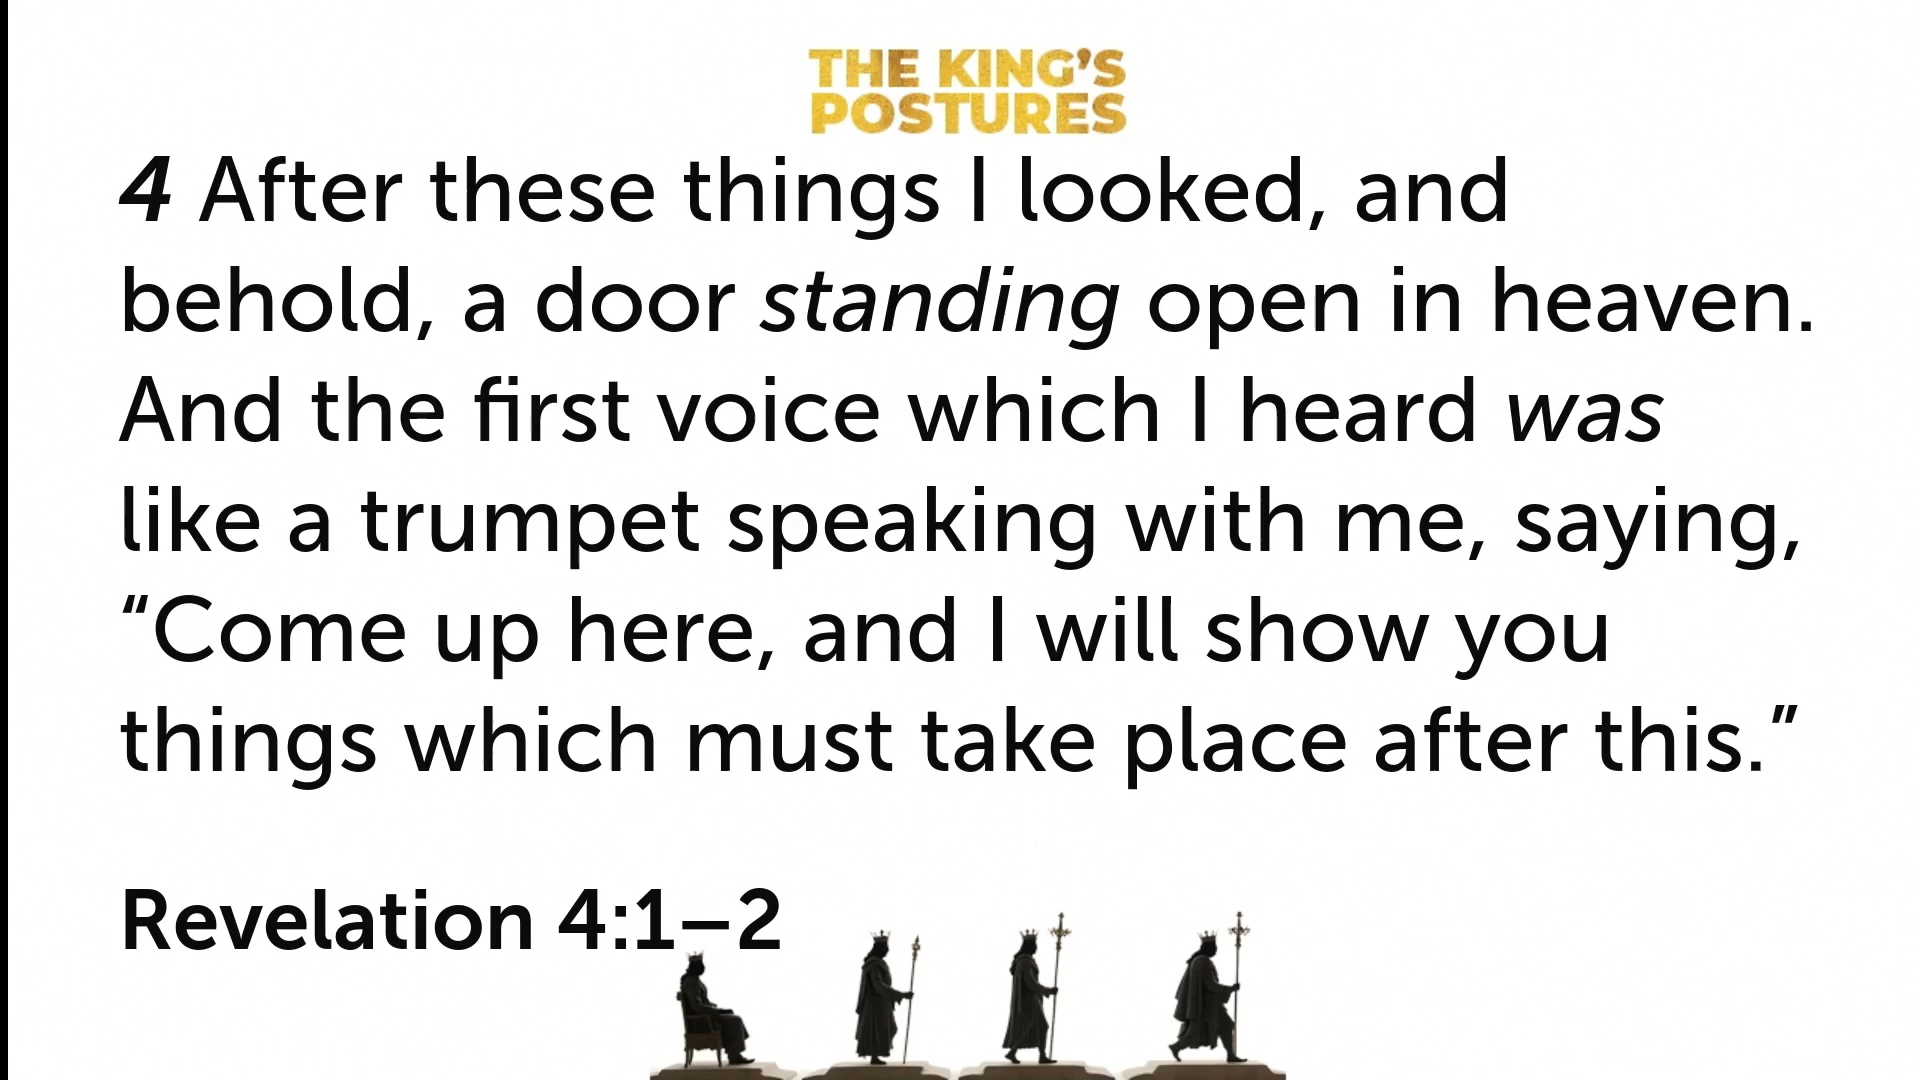 THE KING’S
POSTURES
4 After these things I looked, and
behold, a door standing open in heaven.
And the first voice which I heard was
like a trumpet speaking with me, saying,
“Come up here, and I will show you
things which must take place after this.”
Revelation 4:1–2